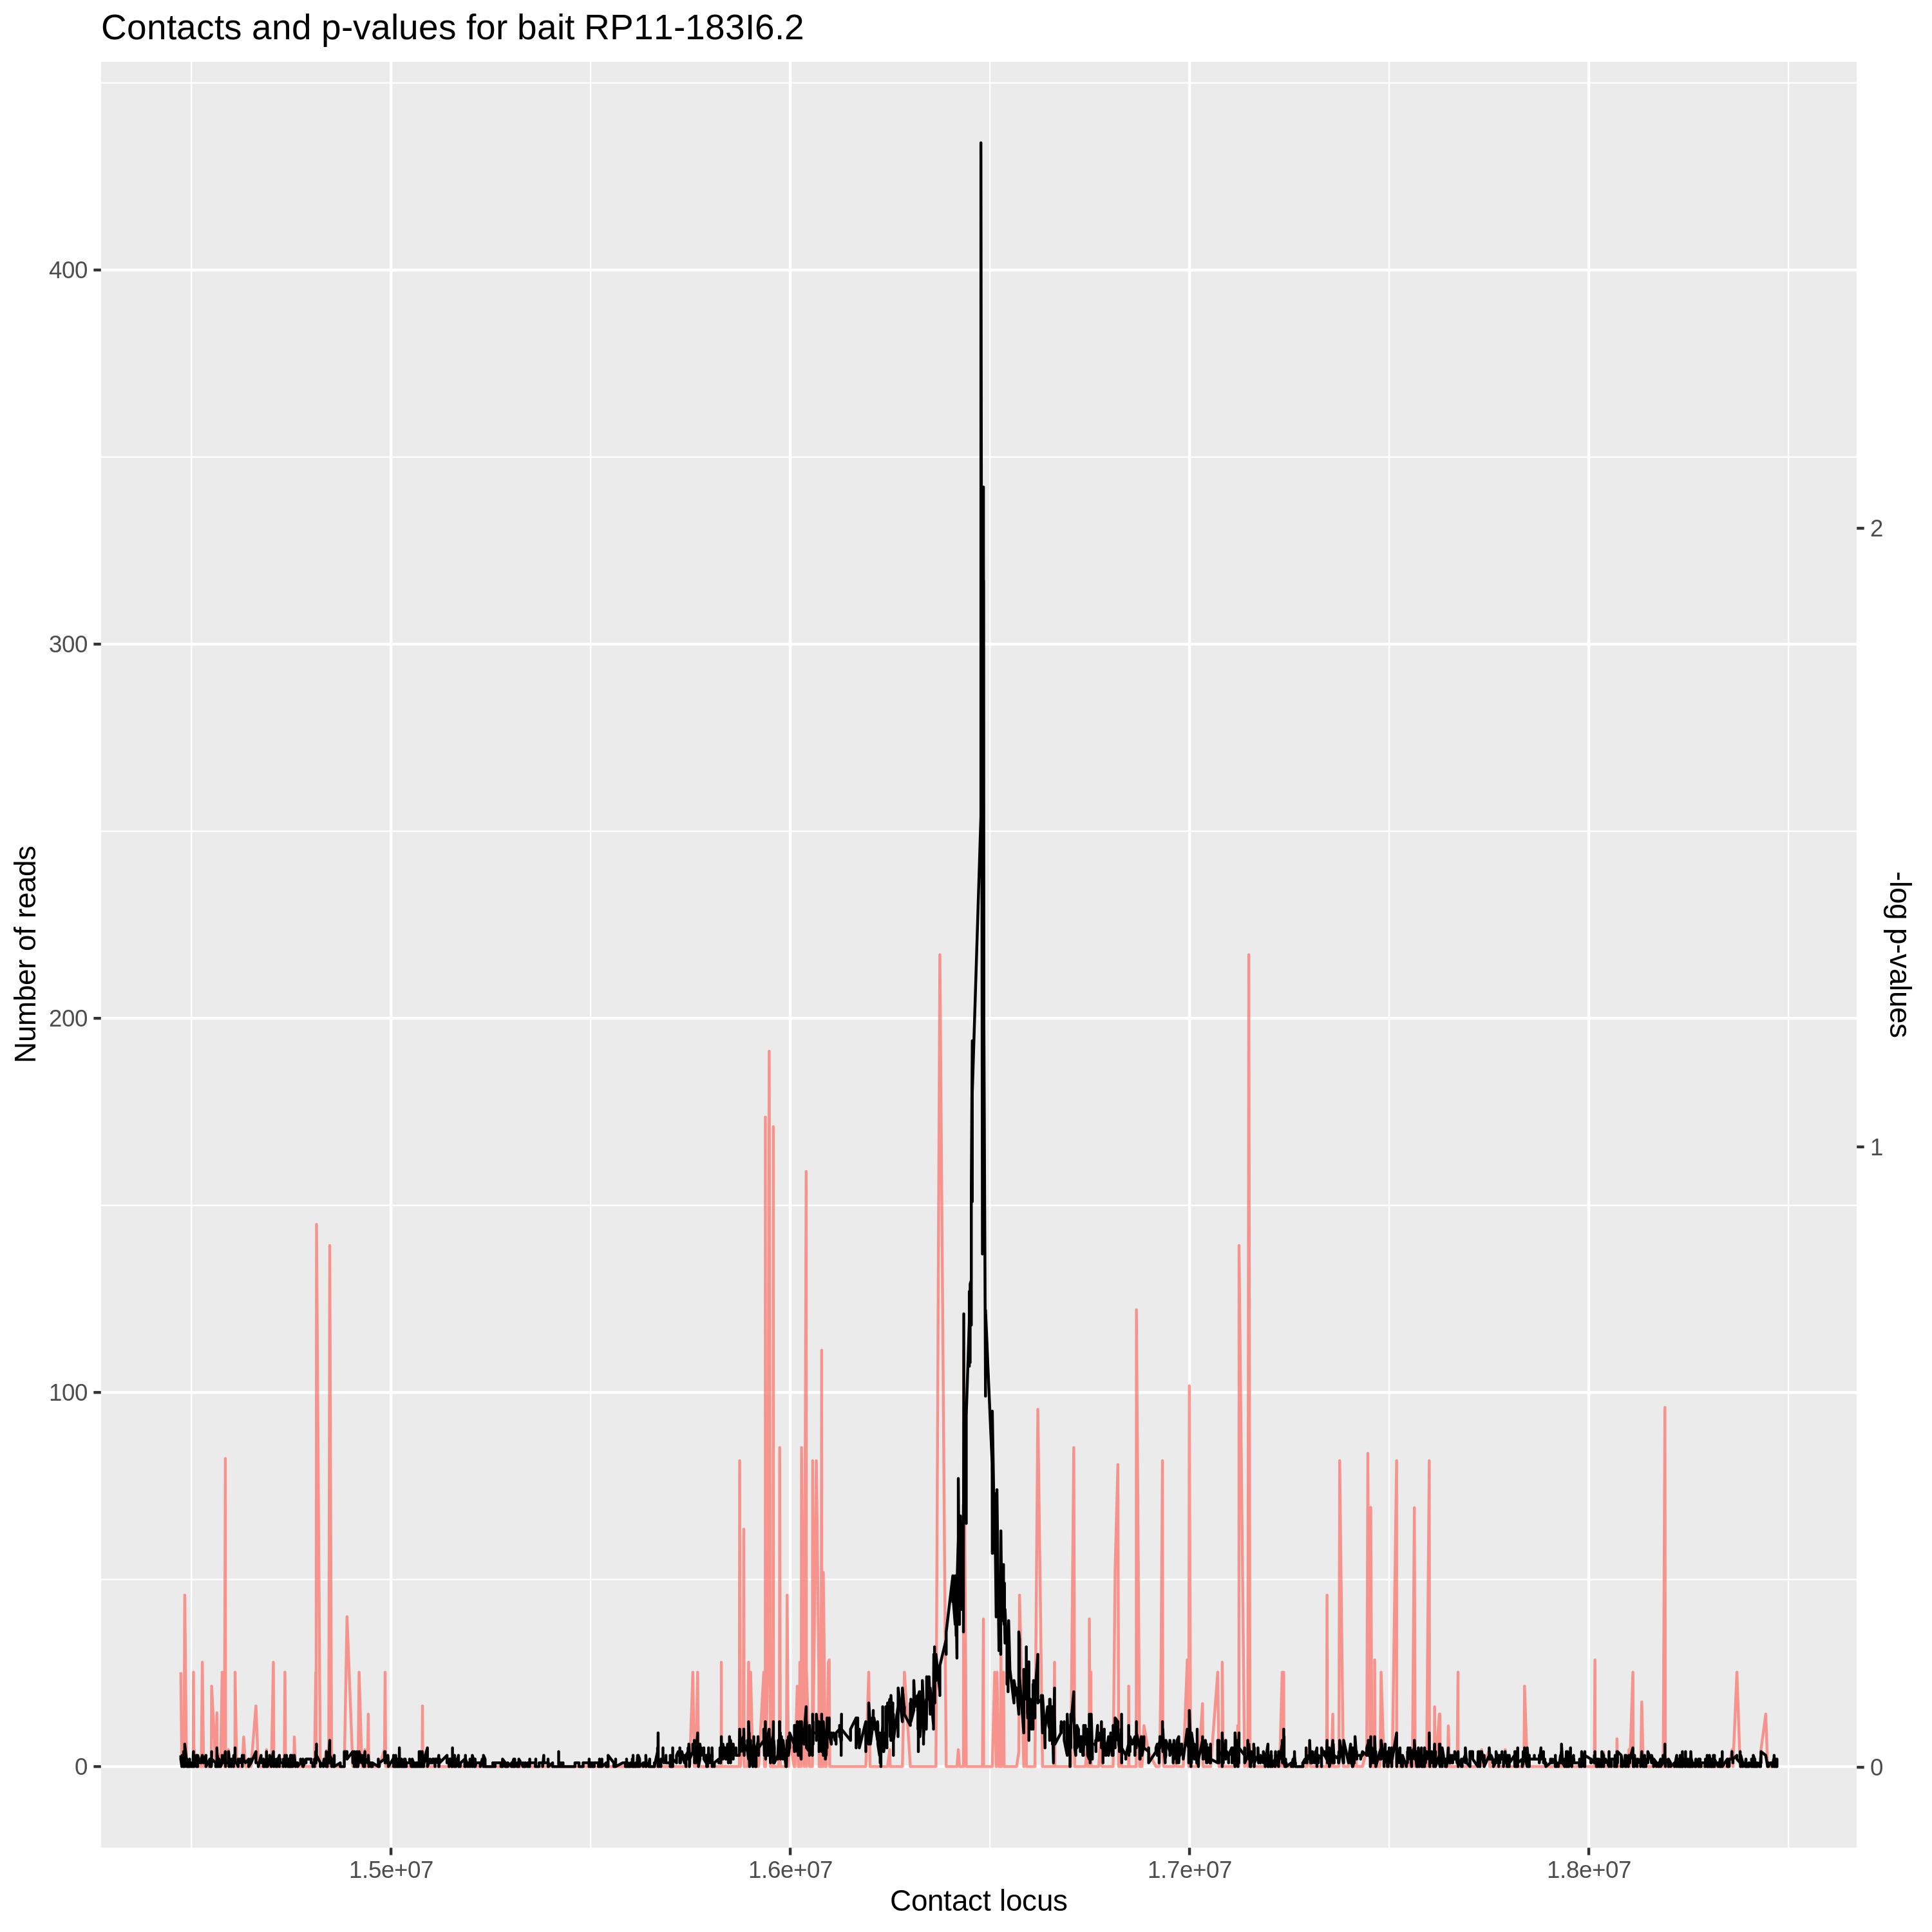 Contacts and p-values for bait RP11-183I6.2
400
300
200
100
0
Number of reads
2
1
0
-log p-values
1.5e+07
1.6e+07
1.7e+07
1.8e+07
Contact locus